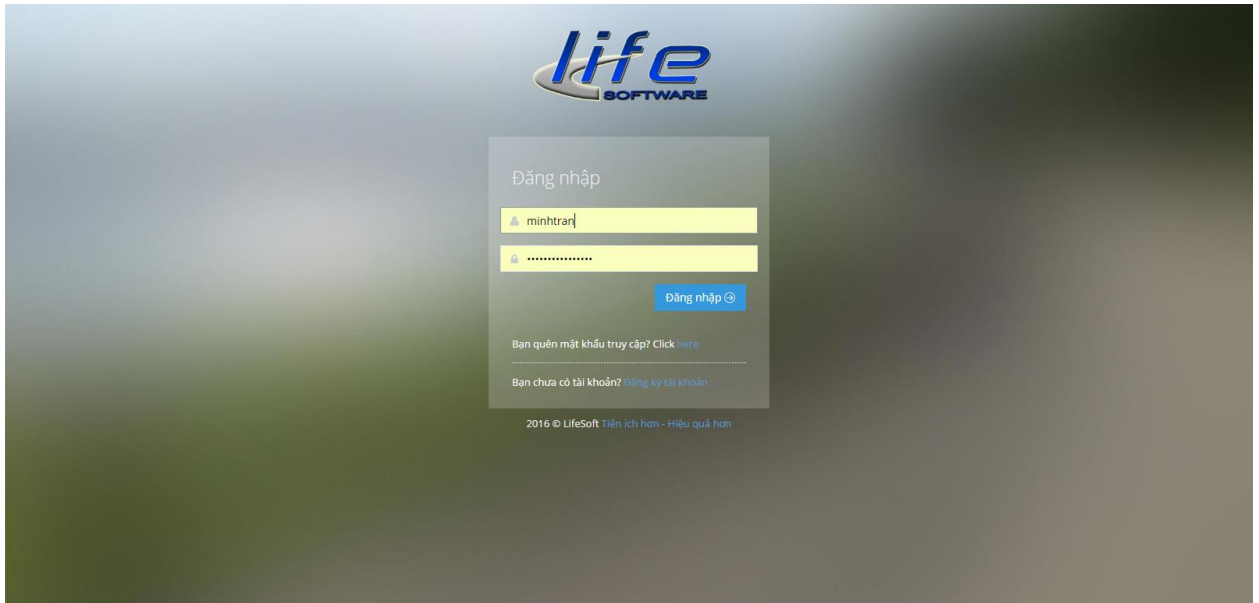 life
SOFTWARE
Đăng nhập
minhtran
••••••••••••••••
Đăng nhập
Bạn quên mật khẩu truy cập? Click here
Bạn chưa có tài khoản? Đăng ký tài khoản
2016 © LifeSoft Tiện ích hơn - Hiệu quả hơn